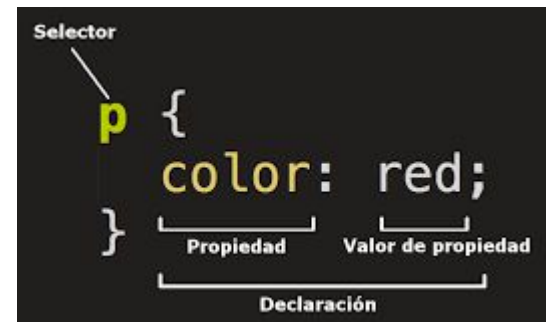 Selector
p {
color: red;
}
Propiedad
Valor de propiedad
Declaración